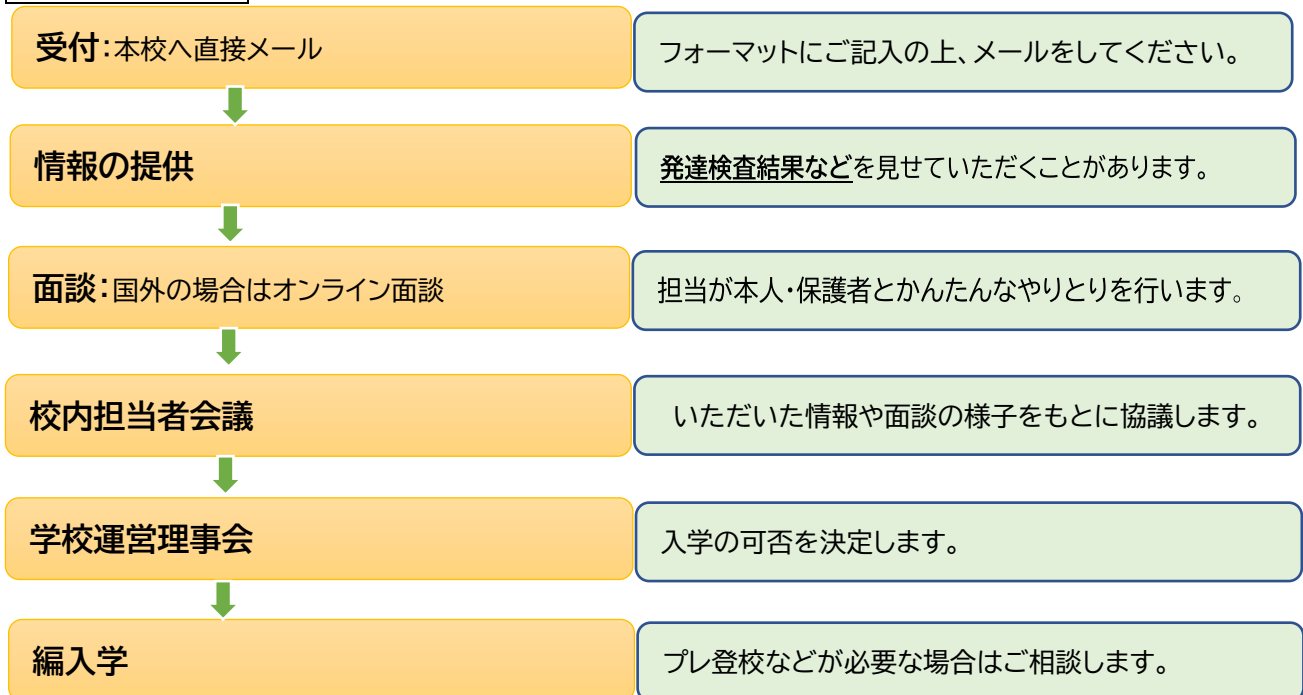 受付:本校へ直接メール
フォーマットにご記入の上、メールをしてください。
情報の提供
発達検査結果などを見せていただくことがあります。
面談:国外の場合はオンライン面談
担当が本人・保護者とかんたんなやりとりを行います。
校内担当者会議
いただいた情報や面談の様子をもとに協議します。
学校運営理事会
入学の可否を決定します。
編入学
プレ登校などが必要な場合はご相談します。